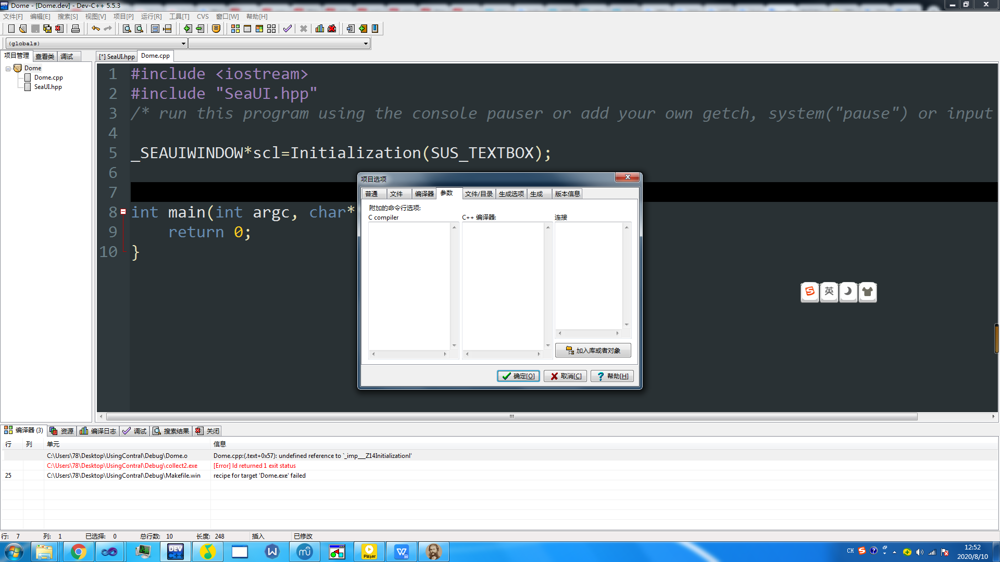 Dome - [Dome.dev] - Dev-C++ 5.5.3
文件[F] 编辑[E] 搜索[S] 视图[V] 项目[P] 运行[R] 工具[T] CVS 窗口[W] 帮助[H]
(globals)
项目管理 查看类 调试
[*] SeaUI.hpp Dome.cpp
Dome
Dome.cpp
SeaUI.hpp
1 #include <iostream>
2 #include "SeaUI.hpp"
3 /* run this program using the console pauser or add your own getch, system("pause") or input
4
5 _SEAUIWINDOW*scl=Initialization(SUS_TEXTBOX);
6
7
8 int main(int argc, char*
9 return 0;
10 }
项目选项
普通 文件 编译器 参数 文件/目录 生成选项 生成 版本信息
附加的命令行选项:
C compiler C++ 编译器: 连接
加入库或者对象
确定[O] 取消[C] 帮助[H]
英
编译器 (3) 资源 编译日志 调试 搜索结果 关闭
行 列 单元 信息
C:\Users\78\Desktop\UsingContral\Debug\Dome.o Dome.cpp:(.text+0x57): undefined reference to `_imp___Z14Initializationl'
C:\Users\78\Desktop\UsingContral\Debug\collect2.exe [Error] ld returned 1 exit status
25 C:\Users\78\Desktop\UsingContral\Debug\Makefile.win recipe for target 'Dome.exe' failed
行: 7 列: 1 已选择: 0 总行数: 10 长度: 248 插入 已修改
DEV C++
Player
CH
12:52
2020/8/10